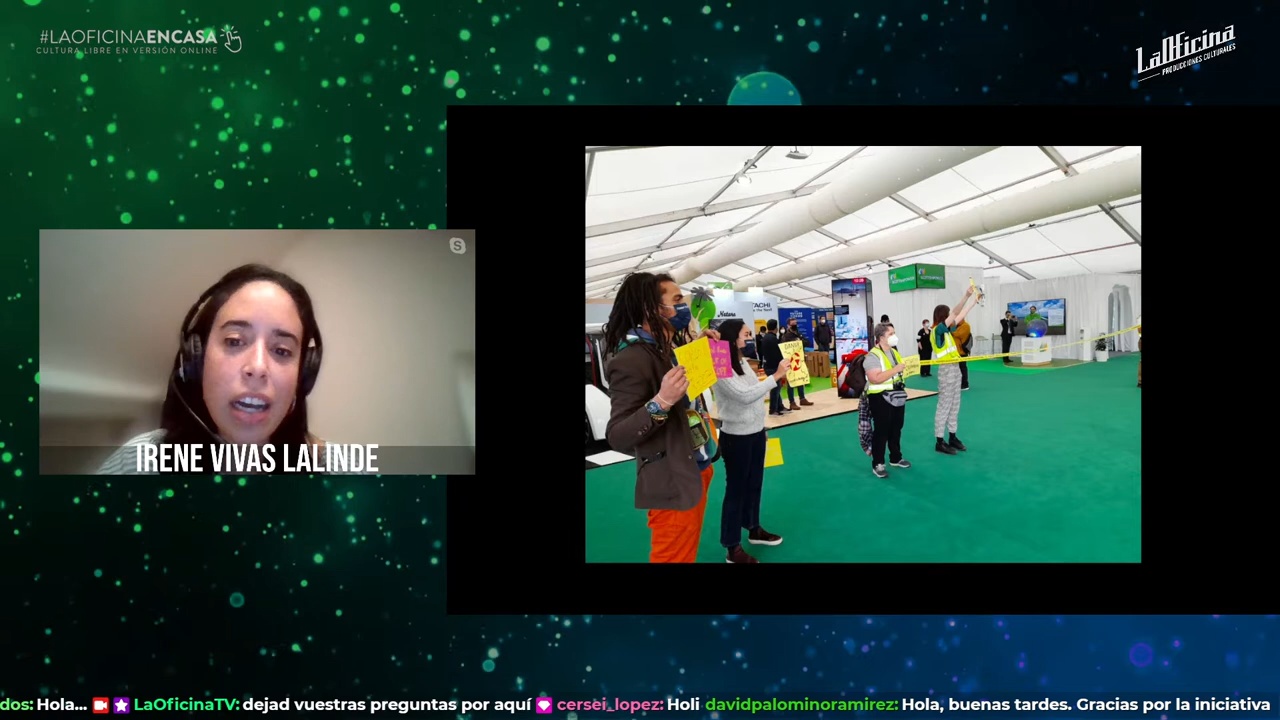 #LAOFICINAENCASA
CULTURA LIBRE EN VERSIÓN ONLINE
LaOficina
PRODUCCIONES CULTURALES
IRENE VIVAS LALINDE
dos: Hola... LaOficinaTV: dejad vuestras preguntas por aquí cersei_lopez: Holi davidpalominoramirez: Hola, buenas tardes. Gracias por la iniciativa